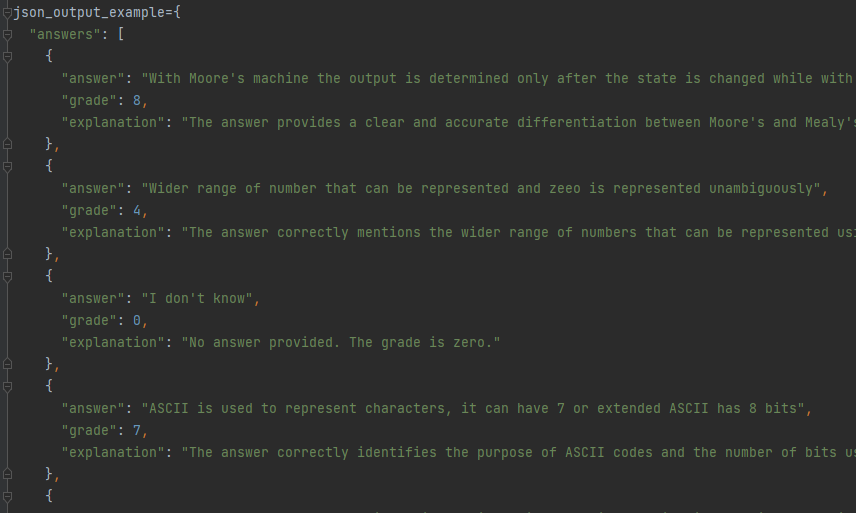 json_output_example={
"answers": [
{
"answer": "With Moore's machine the output is determined only after the state is changed while with
"grade": 8,
"explanation": "The answer provides a clear and accurate differentiation between Moore's and Mealy's
},
{
"answer": "Wider range of number that can be represented and zeeo is represented unambiguously",
"grade": 4,
"explanation": "The answer correctly mentions the wider range of numbers that can be represented usi
},
{
"answer": "I don't know",
"grade": 0,
"explanation": "No answer provided. The grade is zero."
},
{
"answer": "ASCII is used to represent characters, it can have 7 or extended ASCII has 8 bits",
"grade": 7,
"explanation": "The answer correctly identifies the purpose of ASCII codes and the number of bits us
},
{